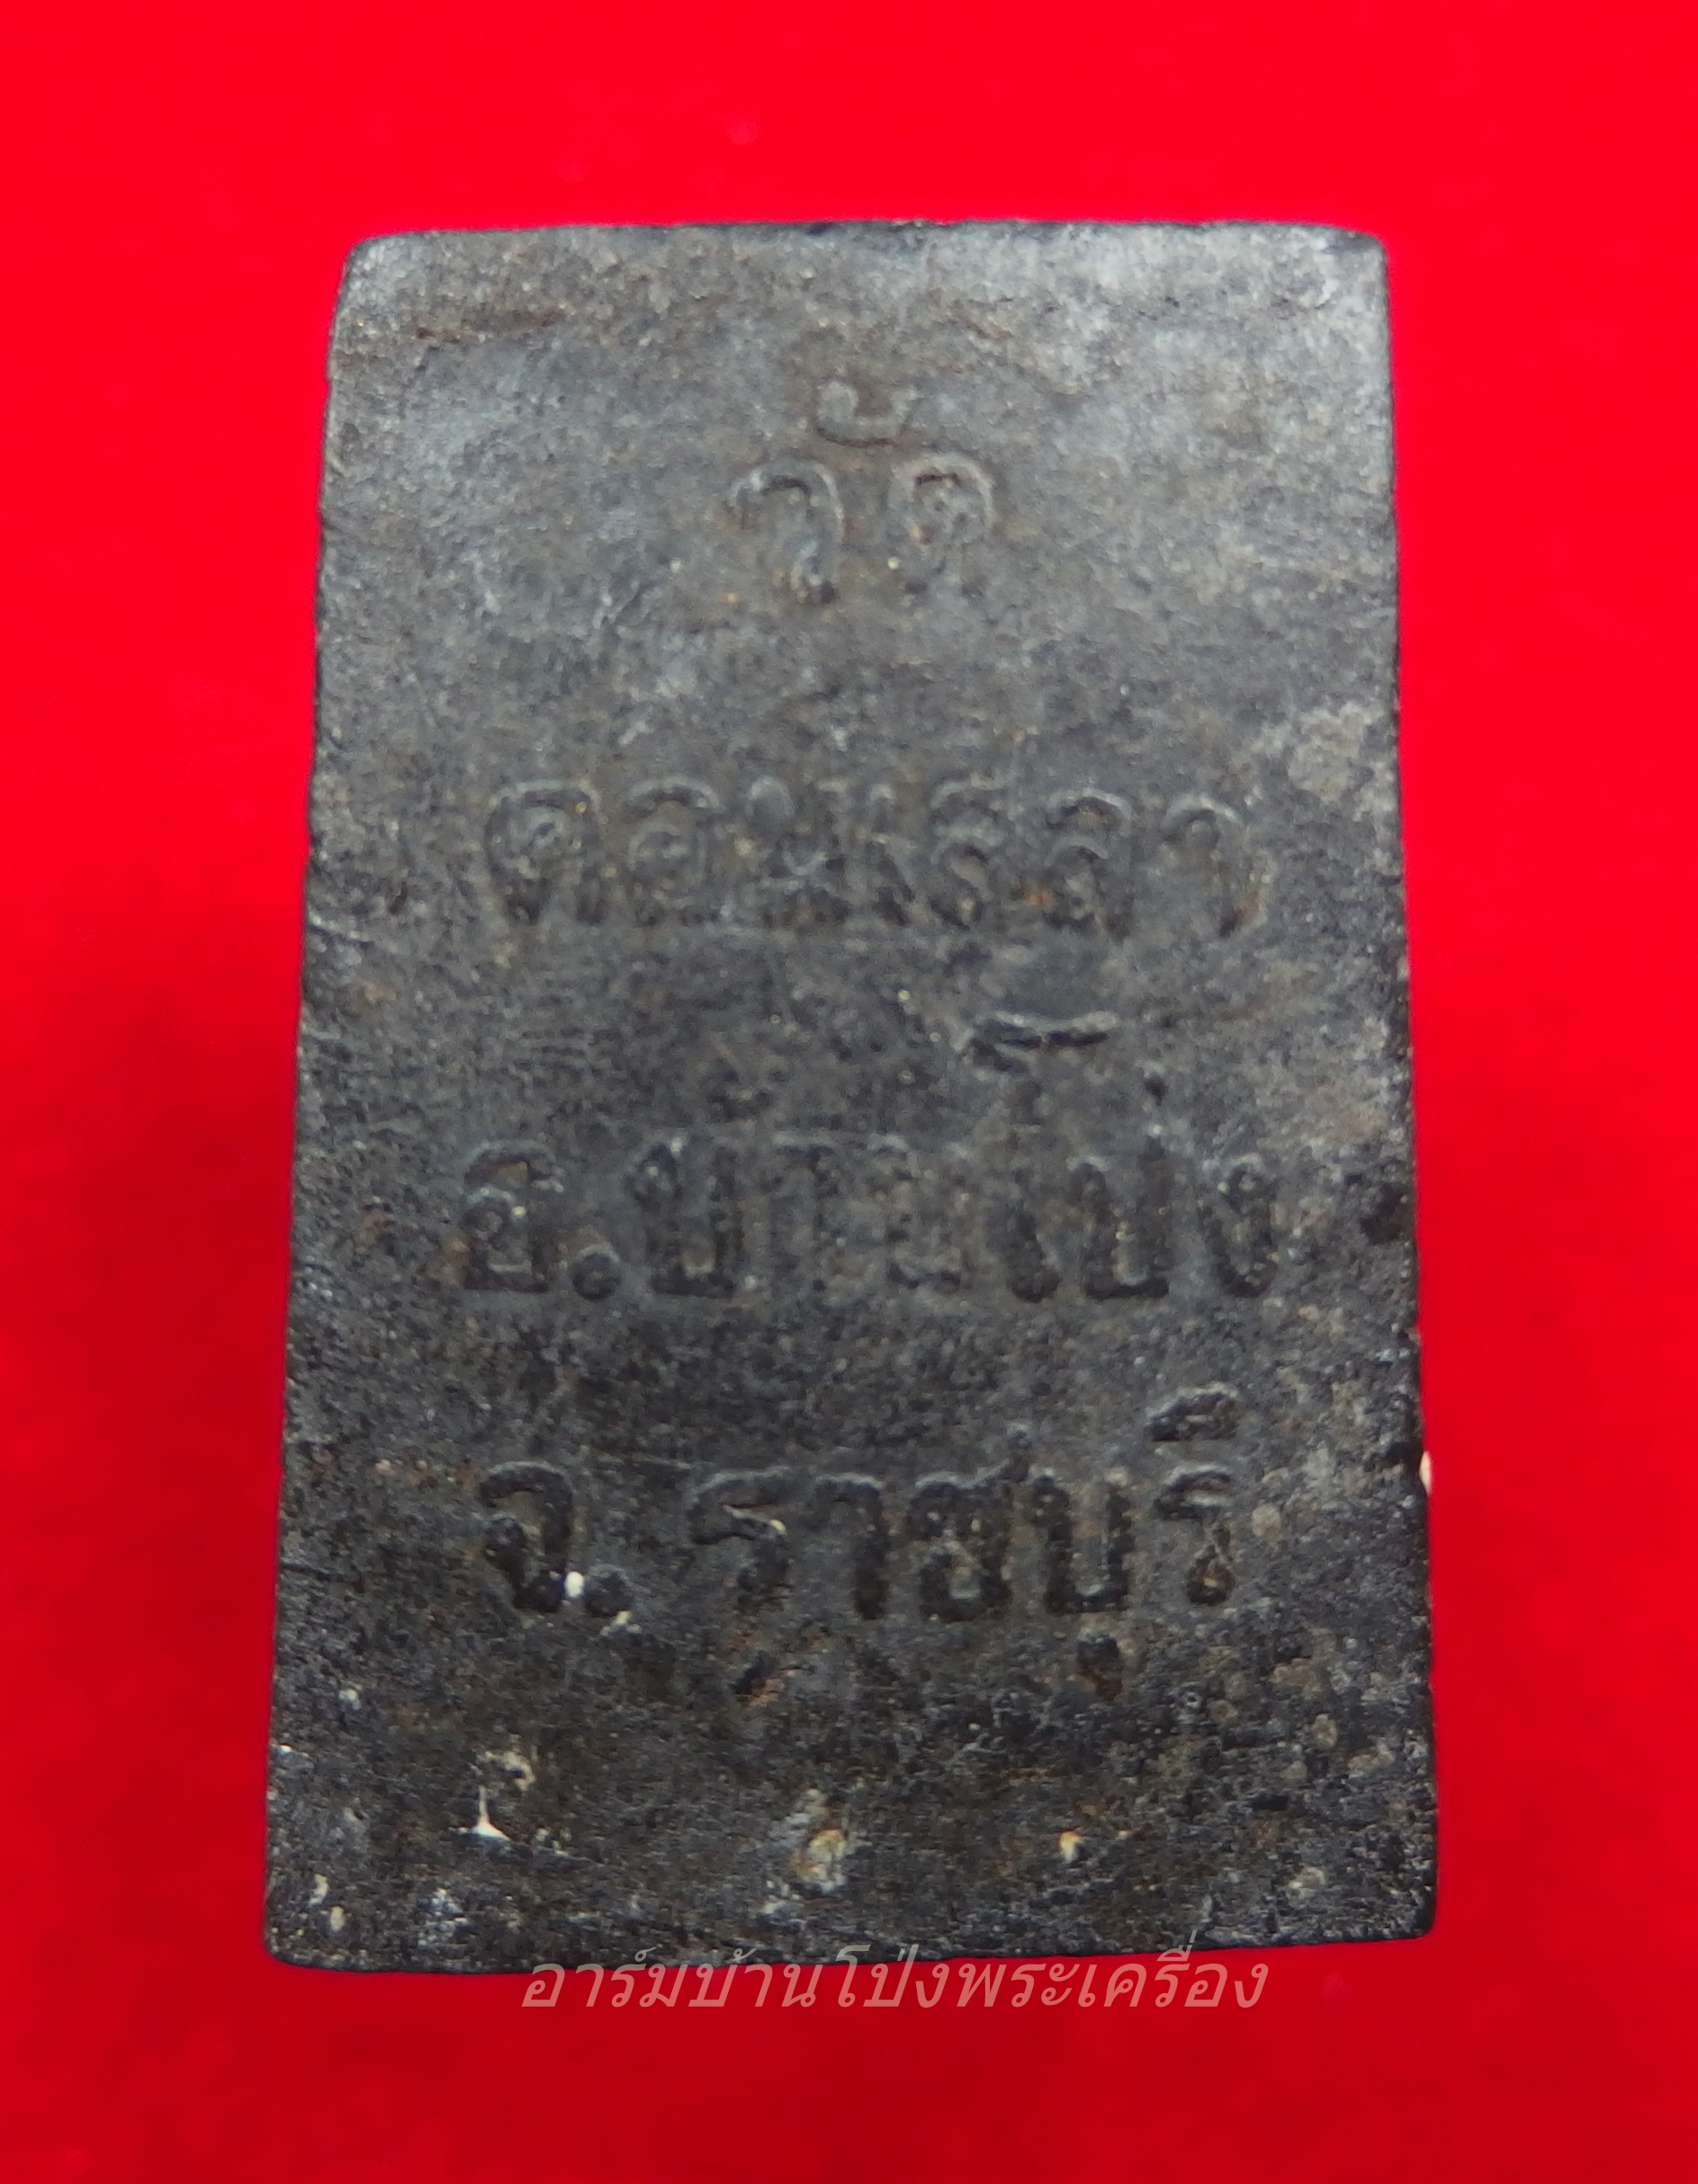 วัด
ดอนเสลา
อ.บ้านโป่ง
จ.ราชบุรี
อาร์มบ้านโป่งพระเครื่อง